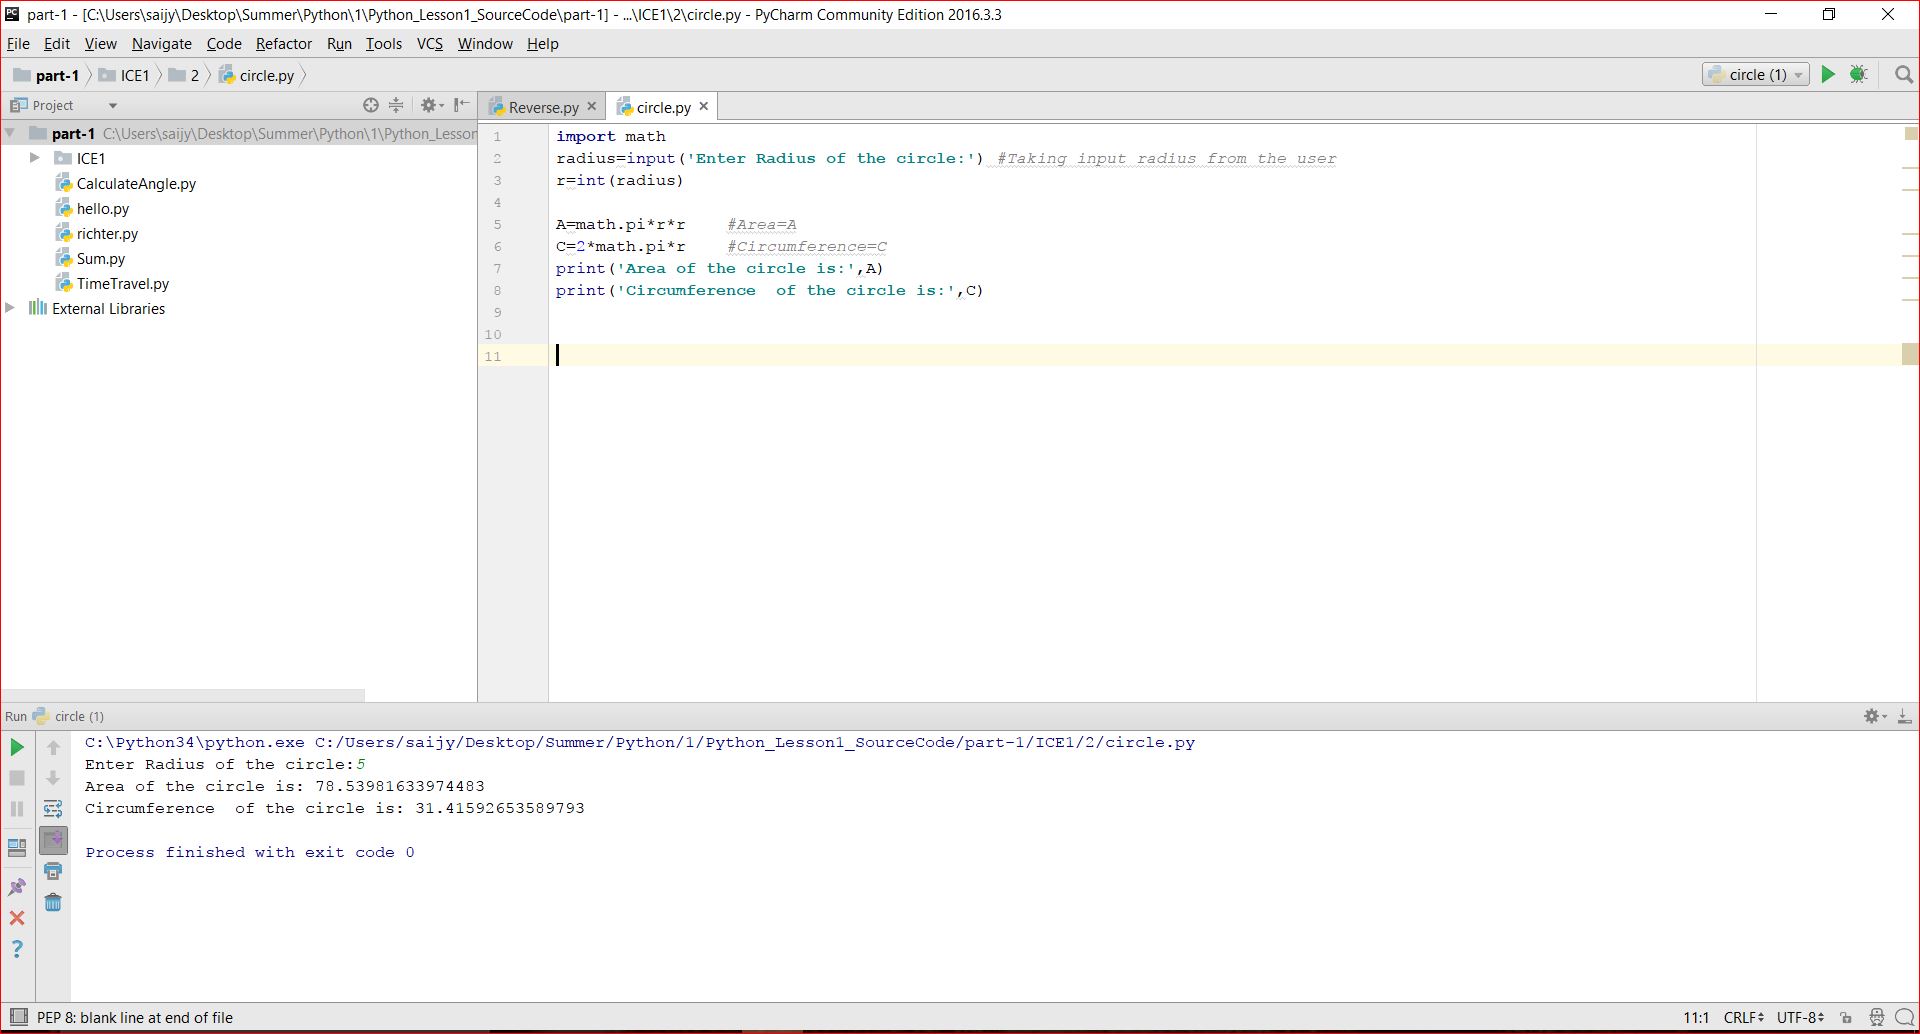 part-1 - [C:\Users\saijy\Desktop\Summer\Python\1\Python_Lesson1_SourceCode\part-1] - ...\ICE1\2\circle.py - PyCharm Community Edition 2016.3.3
File Edit View Navigate Code Refactor Run Tools VCS Window Help
part-1 ICE1 2 circle.py circle (1)
Project
Reverse.py circle.py
part-1 C:\Users\saijy\Desktop\Summer\Python\1\Python_Lesson
ICE1
CalculateAngle.py
hello.py
richter.py
Sum.py
TimeTravel.py
External Libraries
1 import math
2 radius=input('Enter Radius of the circle:') #Taking input radius from the user
3 r=int(radius)
4
5 A=math.pi*r*r    #Area=A
6 C=2*math.pi*r    #Circumference=C
7 print('Area of the circle is:',A)
8 print('Circumference  of the circle is:',C)
9
10
11
Run circle (1)
C:\Python34\python.exe C:/Users/saijy/Desktop/Summer/Python/1/Python_Lesson1_SourceCode/part-1/ICE1/2/circle.py
Enter Radius of the circle:5
Area of the circle is: 78.53981633974483
Circumference  of the circle is: 31.41592653589793
Process finished with exit code 0
PEP 8: blank line at end of file 11:1 CRLF UTF-8